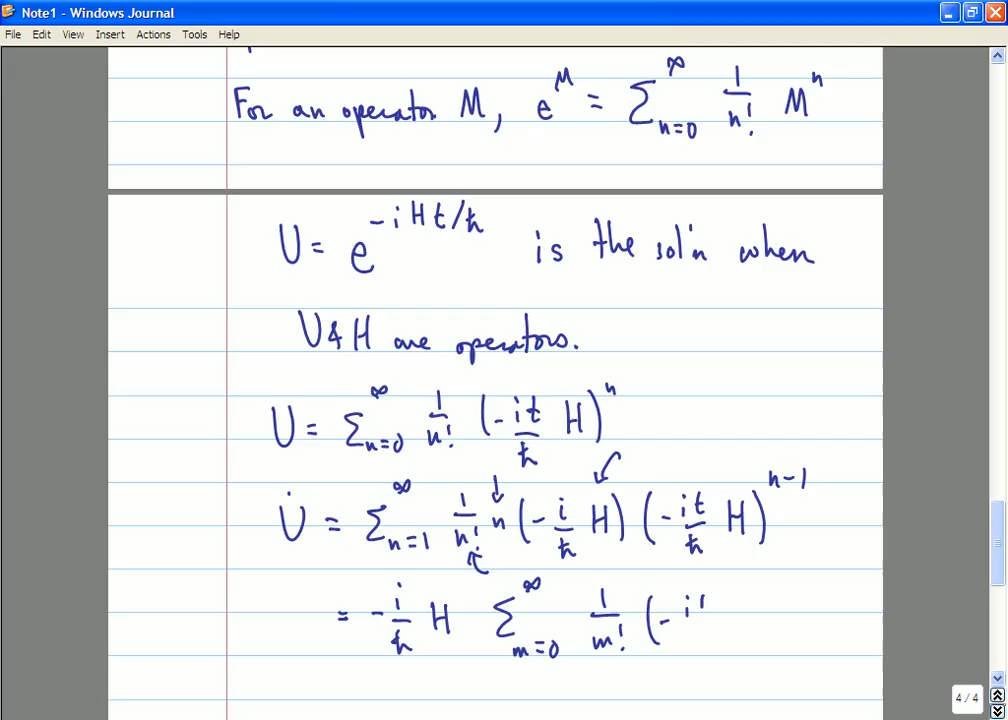 Note1 - Windows Journal
File Edit View Insert Actions Tools Help
For an operator M, e^M = Σ_{n=0}^∞ 1/n! M^n
U = e^{-iHt/ħ} is the sol'n when
U & H are operators.
U = Σ_{n=0}^∞ 1/n! (-it/ħ H)^n
U̇ = Σ_{n=1}^∞ 1/n! n (-i/ħ H) (-it/ħ H)^{n-1}
= -i/ħ H Σ_{m=0}^∞ 1/m! (-i
4 / 4